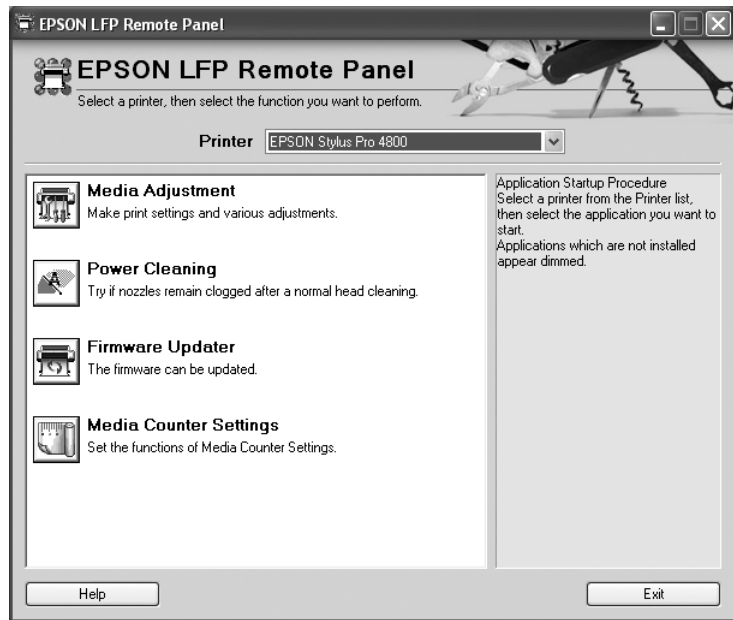 EPSON LFP Remote Panel
EPSON LFP Remote Panel
Select a printer, then select the function you want to perform.
Printer EPSON Stylus Pro 4800
Media Adjustment
Make print settings and various adjustments.
Power Cleaning
Try if nozzles remain clogged after a normal head cleaning.
Firmware Updater
The firmware can be updated.
Media Counter Settings
Set the functions of Media Counter Settings.
Application Startup Procedure
Select a printer from the Printer list,
then select the application you want to
start.
Applications which are not installed
appear dimmed.
Help
Exit